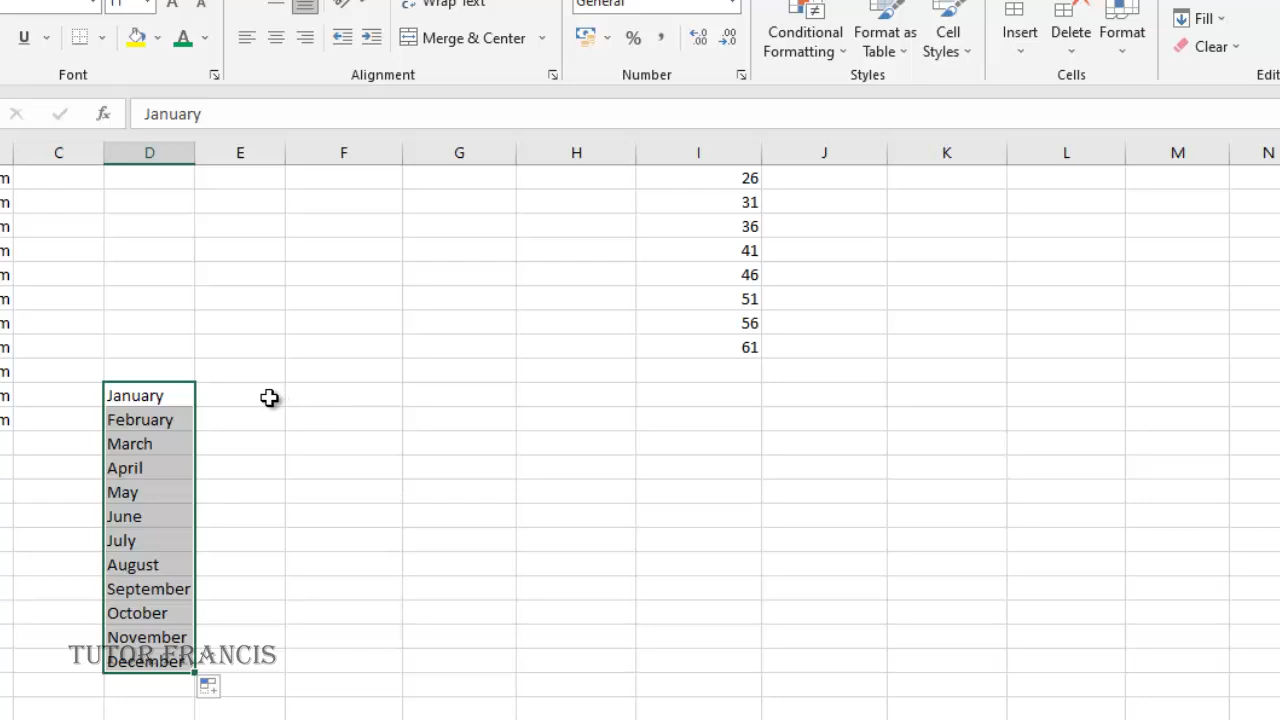 11
Wrap Text
General
U
A
Merge & Center
%
,
Conditional Formatting
Format as Table
Cell Styles
Insert
Delete
Format
Fill
Clear
Font
Alignment
Number
Styles
Cells
fx
January
C D E F G H I J K L M N
m 26
m 31
m 36
m 41
m 46
m 51
m 56
m 61
m
m January
m February
March
April
May
June
July
August
September
October
November
December
TUTOR FRANCIS